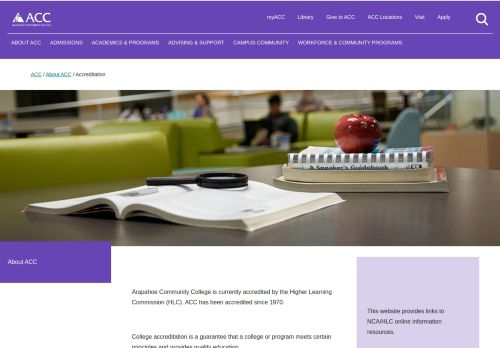 ACC
myACC Library Give to ACC ACC Locations Visit Apply
ABOUT ACC ADMISSIONS ACADEMICS & PROGRAMS ADVISING & SUPPORT CAMPUS COMMUNITY WORKFORCE & COMMUNITY PROGRAMS
ACC / About ACC / Accreditation
A Speaker's Guidebook
About ACC
Arapahoe Community College is currently accredited by the Higher Learning
Commission (HLC). ACC has been accredited since 1970.
College accreditation is a guarantee that a college or program meets certain
principles and provides quality education.
This website provides links to
NCA/HLC online information
resources.